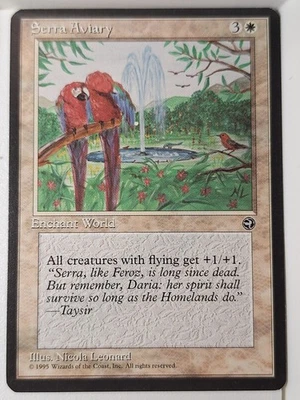 Serra Aviary 3
Enchant World
All creatures with flying get +1/+1.
“Serra, like Feroz, is long since dead.
But remember, Daria: her spirit shall
survive so long as the Homelands do.”
—Taysir
Illus. Nicola Leonard
© 1995 Wizards of the Coast, Inc. All rights reserved.
NL